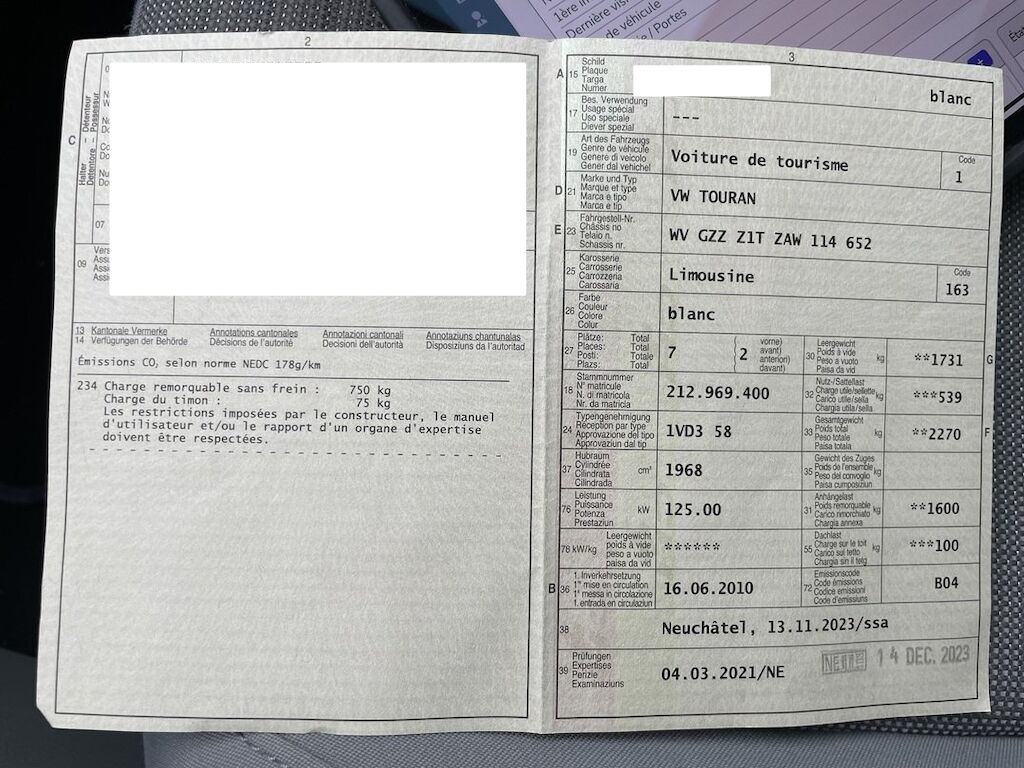 1ère in
Dernière vis
de véhicule
e / Portes
État
2
Détenteur
Possessur
C
Halter
Detentore
07
09
13 Kantonale Vermerke Annotations cantonales Annotazioni cantonali Annotaziuns chantunalas
14 Verfügungen der Behörde Décisions de l'autorité Decisioni dell'autorità Disposiziuns da l'autoritad
Émissions CO₂ selon norme NEDC 178g/km
234 Charge remorquable sans frein : 750 kg
Charge du timon : 75 kg
Les restrictions imposées par le constructeur, le manuel
d'utilisateur et/ou le rapport d'un organe d'expertise
doivent être respectées.
3
A 15 Schild
Plaque
Targa
Numer
blanc
17 Bes. Verwendung
Usage spécial
Uso speciale
Diever spezial
---
19 Art des Fahrzeugs
Genre de véhicule
Genere di veicolo
Gener dal vehichel
Voiture de tourisme
Code
1
D 21 Marke und Typ
Marque et type
Marca e tipo
Marca e tip
VW TOURAN
E 23 Fahrgestell-Nr.
Châssis no
Telaio n.
Schassis nr.
WV GZZ Z1T ZAW 114 652
25 Karosserie
Carrosserie
Carrozzeria
Carossaria
Limousine
Code
163
26 Farbe
Couleur
Colore
Colur
blanc
27 Plätze: Total
Places: Total
Posti: Totale
Plazs: Total
7
2
vorne)
avant)
anteriori)
davant)
30 Leergewicht
Poids à vide
Peso a vuoto
Paisa da vid
kg
**1731
G
18 Stammnummer
N° matricule
N. di matricola
Nr. da matricla
212.969.400
32 Nutz-/Sattellast
Charge utile/sellette
Carico utile/sella
Chargia utila/sella
kg
***539
24 Typengenehmigung
Réception par type
Approvazione del tipo
Approvaziun dal tip
1VD3 58
33 Gesamtgewicht
Poids total
Peso totale
Paisa totala
kg
**2270
F
37 Hubraum
Cylindrée
Cilindrata
Cilindrada
cm³
1968
35 Gewicht des Zuges
Poids de l'ensemble
Peso del convoglio
Paisa cumposiziun
kg
76 Leistung
Puissance
Potenza
Prestaziun
kW
125.00
31 Anhängelast
Poids remorquable
Carico rimorchiato
Chargia annexa
kg
**1600
78 kW/kg
Leergewicht
poids à vide
peso a vuoto
paisa da vid
******
55 Dachlast
Charge sur le toit
Carico sul tetto
Chargia sin il tetg
kg
***100
B 36 1. Inverkehrsetzung
1re mise en circulation
1a messa in circolazione
1. entrada en circulaziun
16.06.2010
72 Emissionscode
Code émissions
Codice emissioni
Code d'emissiuns
B04
38
Neuchâtel, 13.11.2023/ssa
39 Prüfungen
Expertises
Perizie
Examinaziuns
04.03.2021/NE
14 DEC. 2023